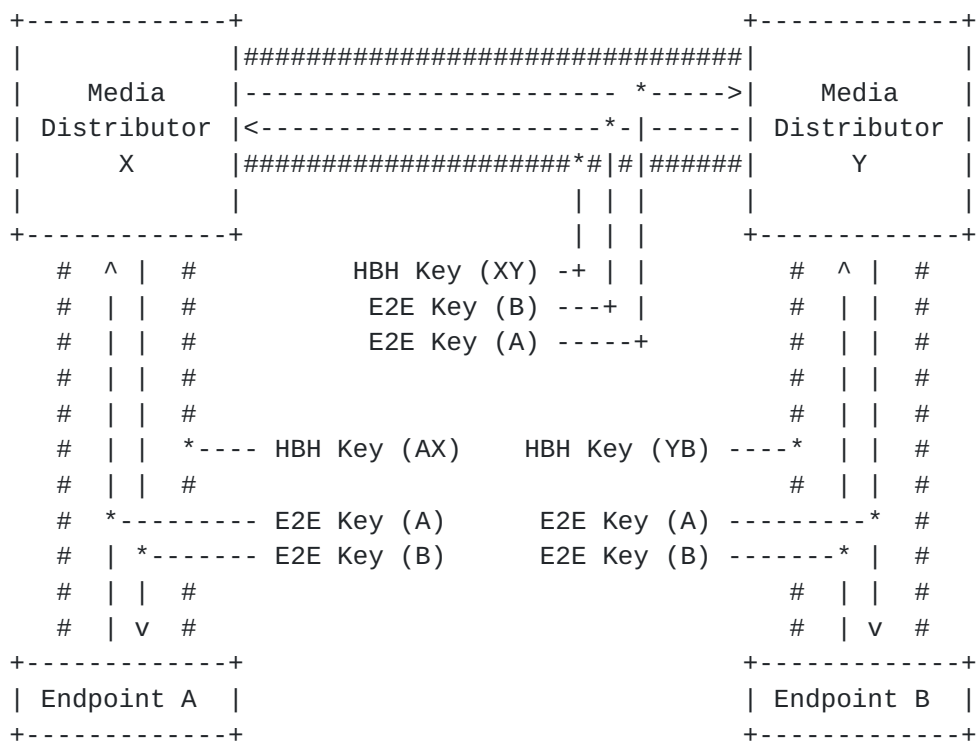 +-------------+                                +-------------+
|             |################################|             |
|    Media    |------------------------ *----->|    Media    |
| Distributor |<----------------------*-|------| Distributor |
|      X      |#####################*#|#|######|      Y      |
|             |                     | | |      |             |
+-------------+                     | | |      +-------------+
   #  ^ |  #          HBH Key (XY) -+ | |         #  ^ |  #
   #  | |  #           E2E Key (B) ---+ |         #  | |  #
   #  | |  #           E2E Key (A) -----+         #  | |  #
   #  | |  #                                      #  | |  #
   #  | |  #                                      #  | |  #
   #  | |  *---- HBH Key (AX)    HBH Key (YB) ----*  | |  #
   #  | |  #                                      #  | |  #
   #  *--------- E2E Key (A)      E2E Key (A) ---------*  #
   #  | *------- E2E Key (B)      E2E Key (B) -------* |  #
   #  | |  #                                      #  | |  #
   #  | v  #                                      #  | v  #
+-------------+                                +-------------+
| Endpoint A  |                                | Endpoint B  |
+-------------+                                +-------------+